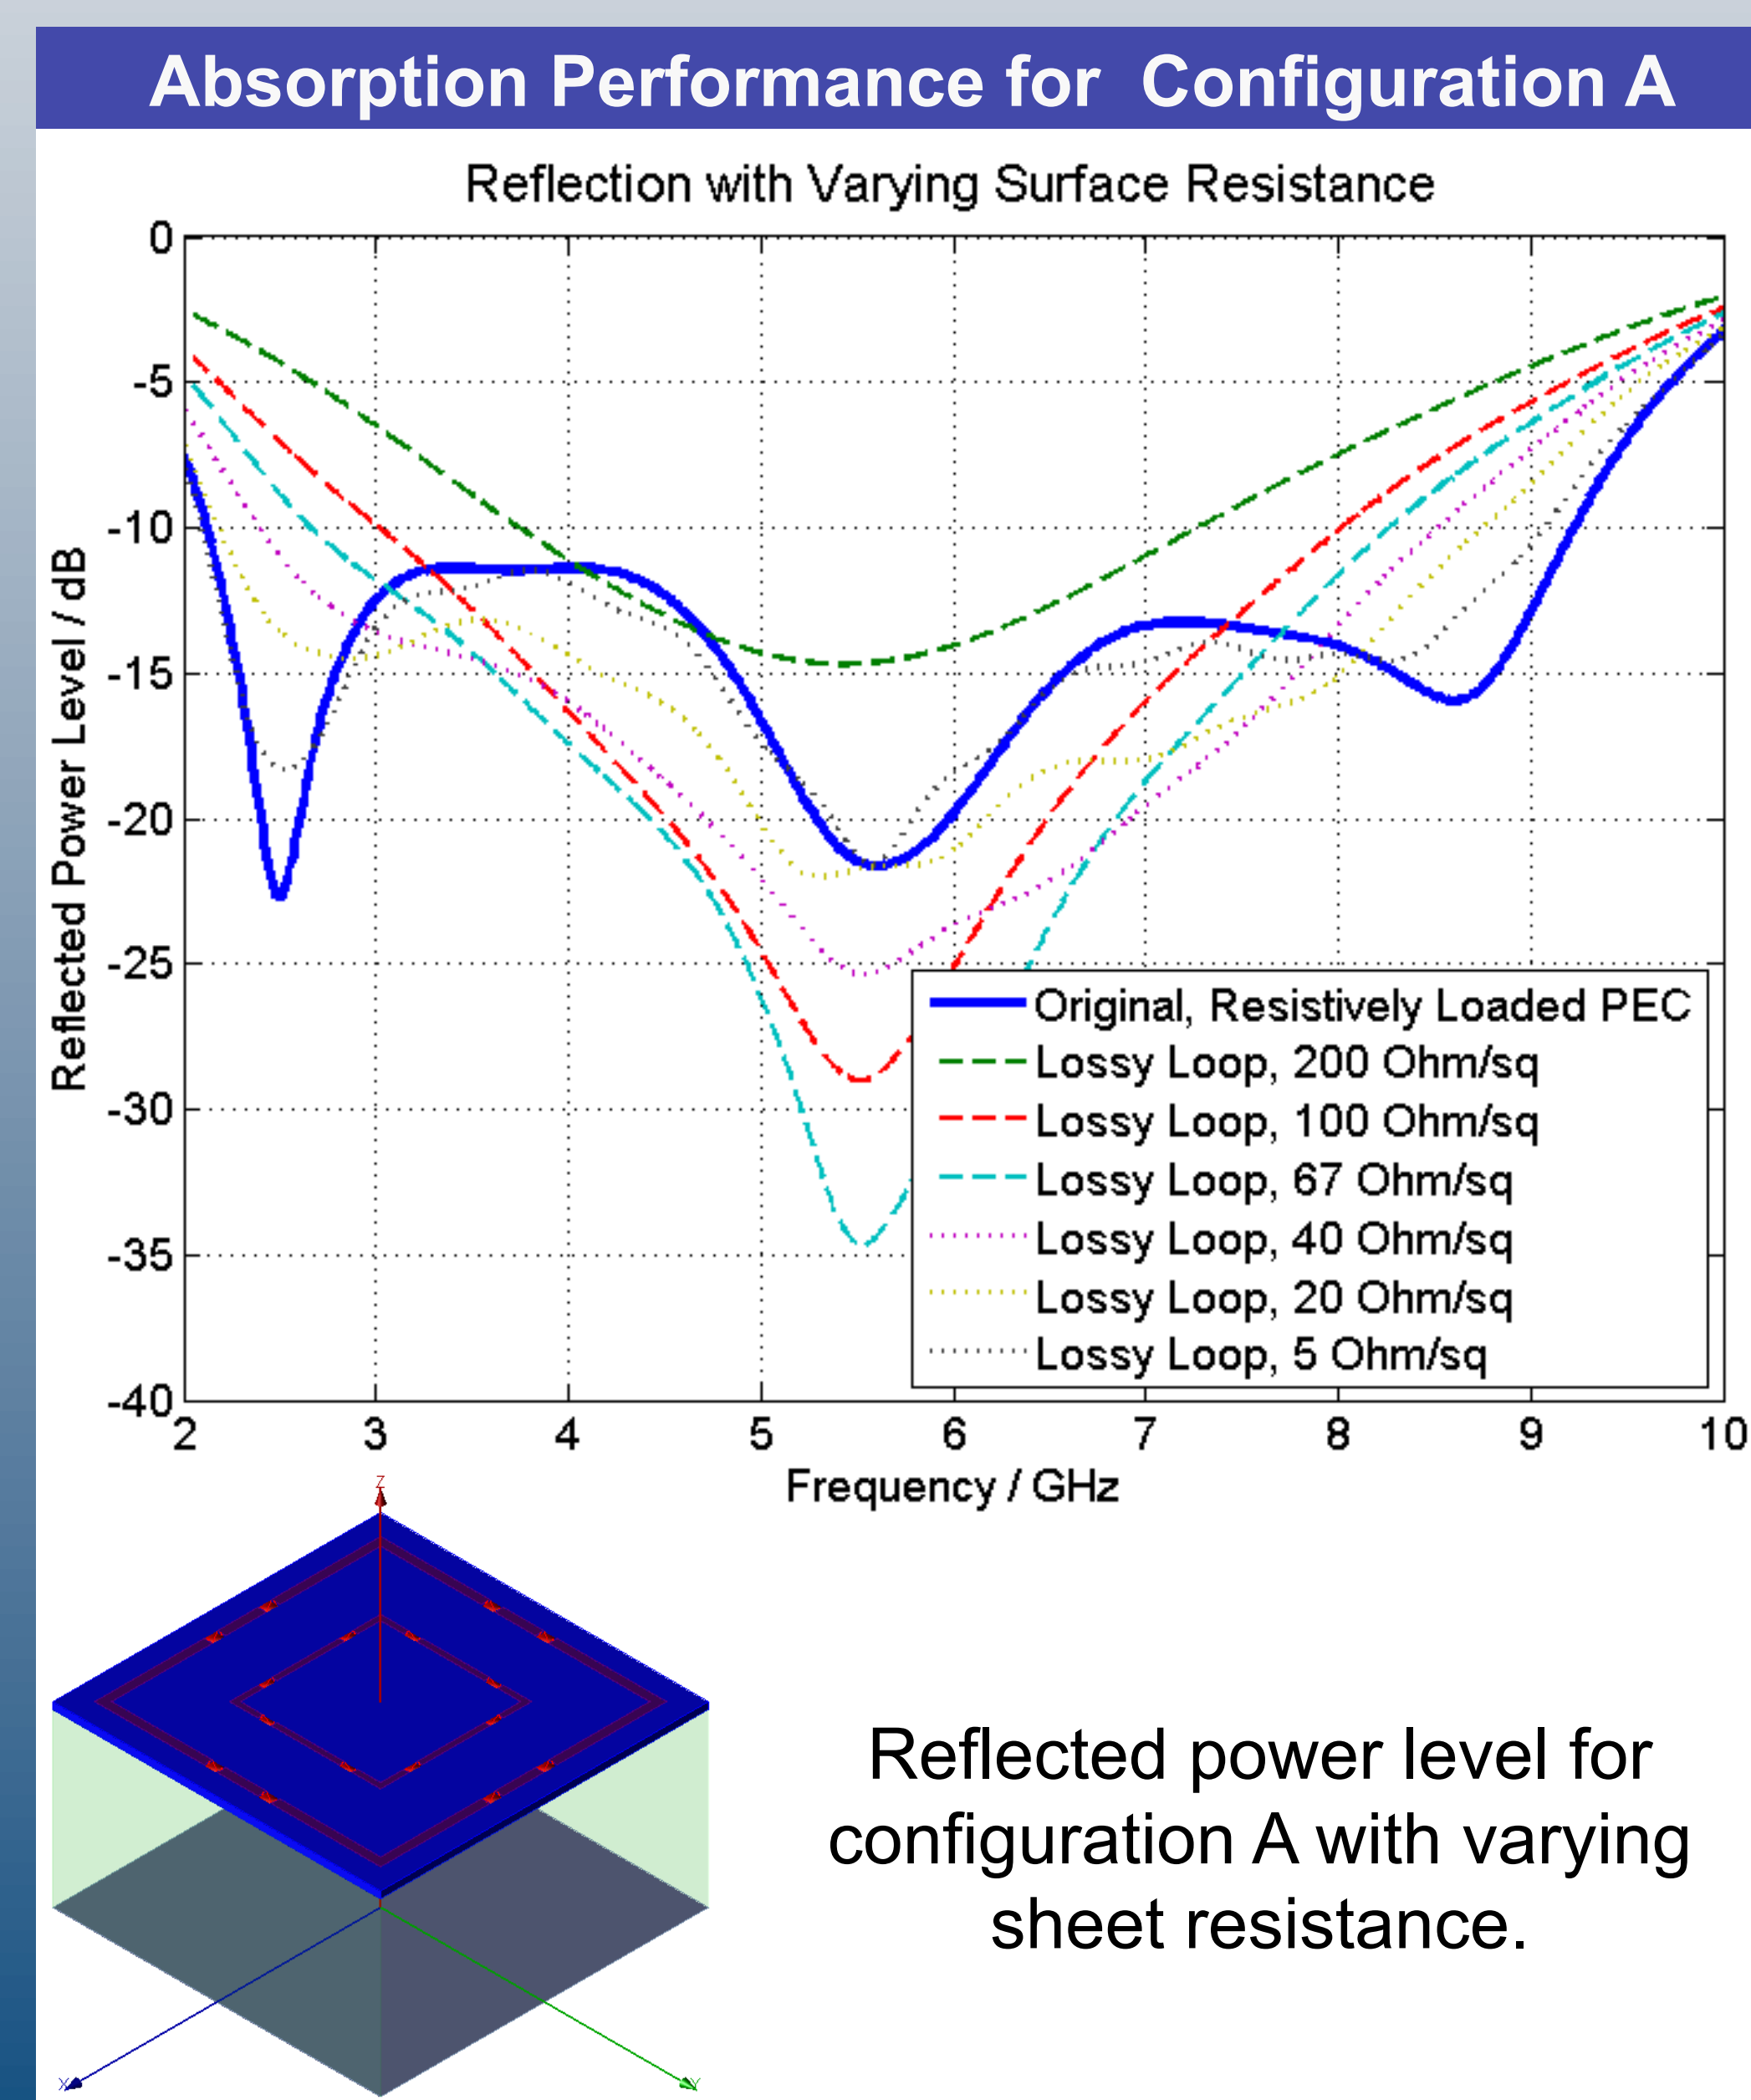 Absorption Performance for Configuration A
Reflection with Varying Surface Resistance
0
-5
-10
-15
-20
-25
-30
-35
-40
Reflected Power Level / dB
2 3 4 5 6 7 8 9 10
Frequency / GHz
Original, Resistively Loaded PEC
Lossy Loop, 200 Ohm/sq
Lossy Loop, 100 Ohm/sq
Lossy Loop, 67 Ohm/sq
Lossy Loop, 40 Ohm/sq
Lossy Loop, 20 Ohm/sq
Lossy Loop, 5 Ohm/sq
Z
X
Y
Reflected power level for
configuration A with varying
sheet resistance.